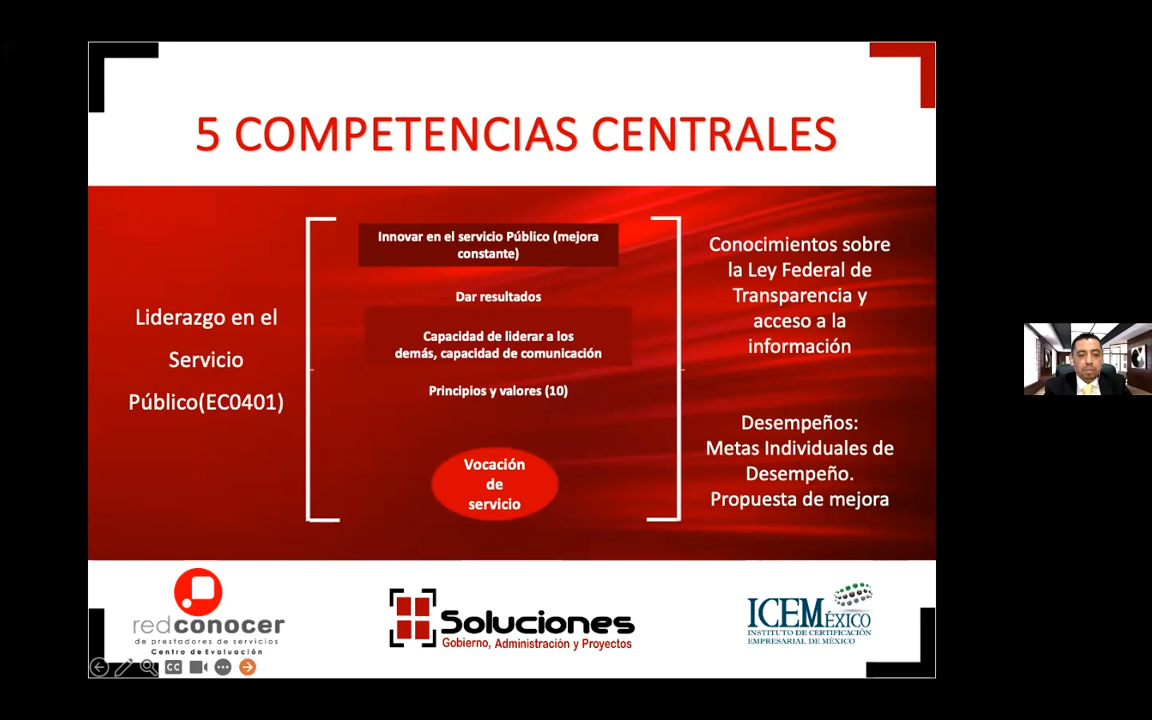 5 COMPETENCIAS CENTRALES
Liderazgo en el
Servicio
Público(EC0401)
Innovar en el servicio Público (mejora
constante)
Dar resultados
Capacidad de liderar a los
demás, capacidad de comunicación
Principios y valores (10)
Vocación
de
servicio
Conocimientos sobre
la Ley Federal de
Transparencia y
acceso a la
información
Desempeños:
Metas Individuales de
Desempeño.
Propuesta de mejora
redconocer
de prestadores de servicios
Centro de Evaluación
Soluciones
Gobierno, Administración y Proyectos
ICEMÉXICO
INSTITUTO DE CERTIFICACIÓN
EMPRESARIAL DE MÉXICO
CC